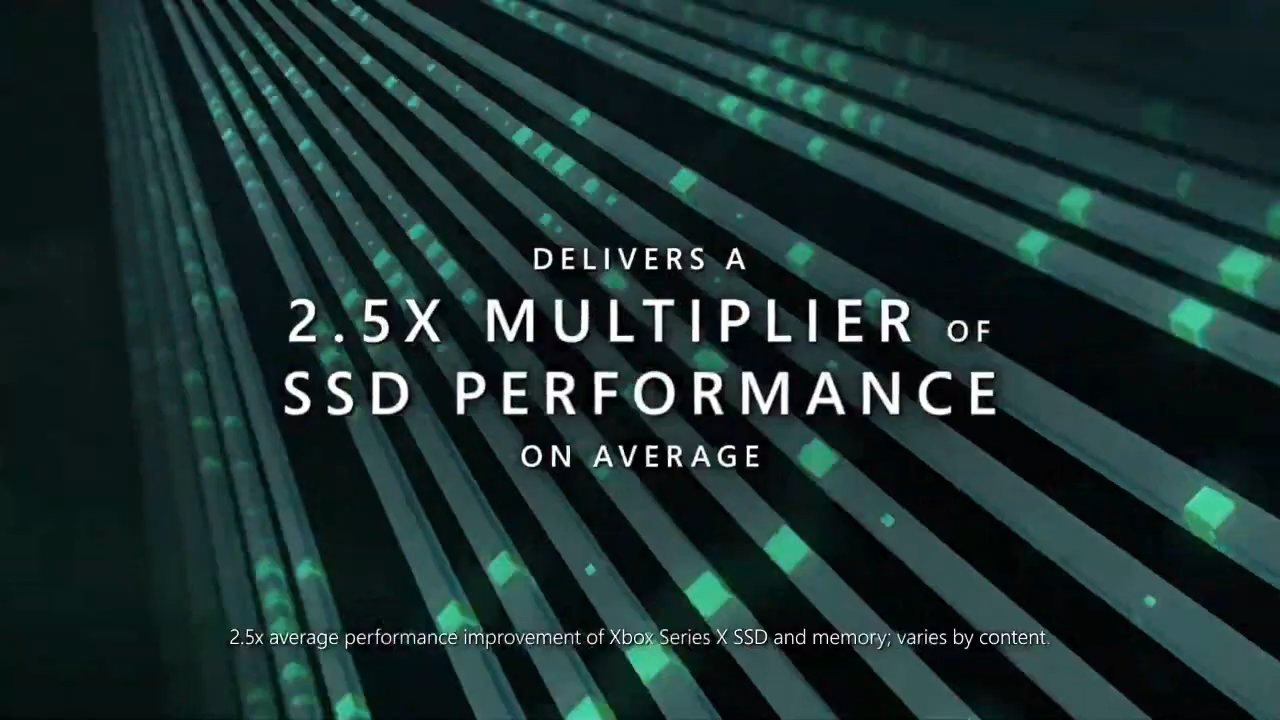 DELIVERS A
2.5X MULTIPLIER OF
SSD PERFORMANCE
ON AVERAGE
2.5x average performance improvement of Xbox Series X SSD and memory; varies by content.